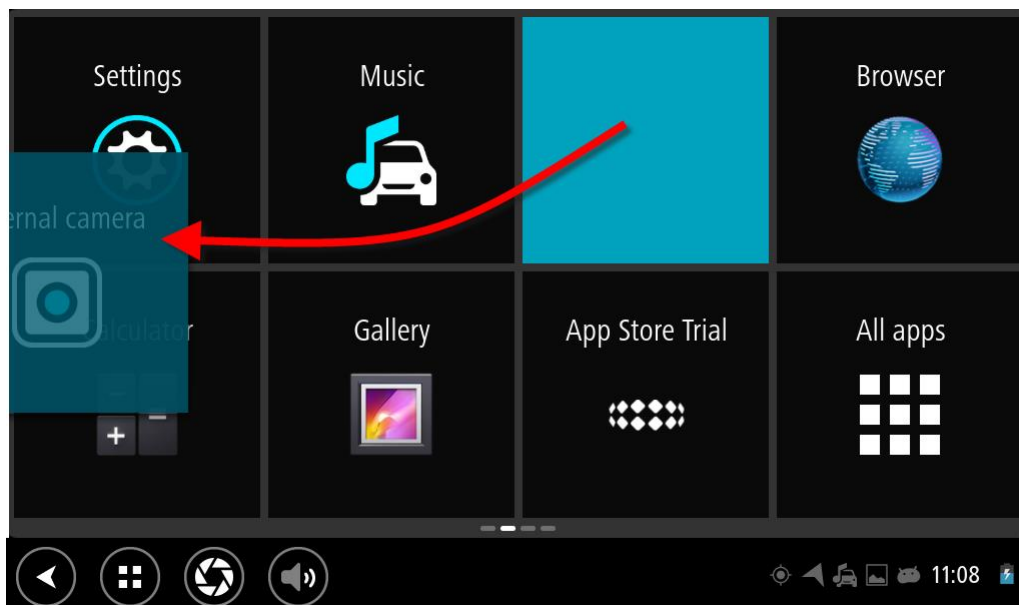 Settings
Music
Browser
ernal camera
alculator
Gallery
App Store Trial
All apps
11:08